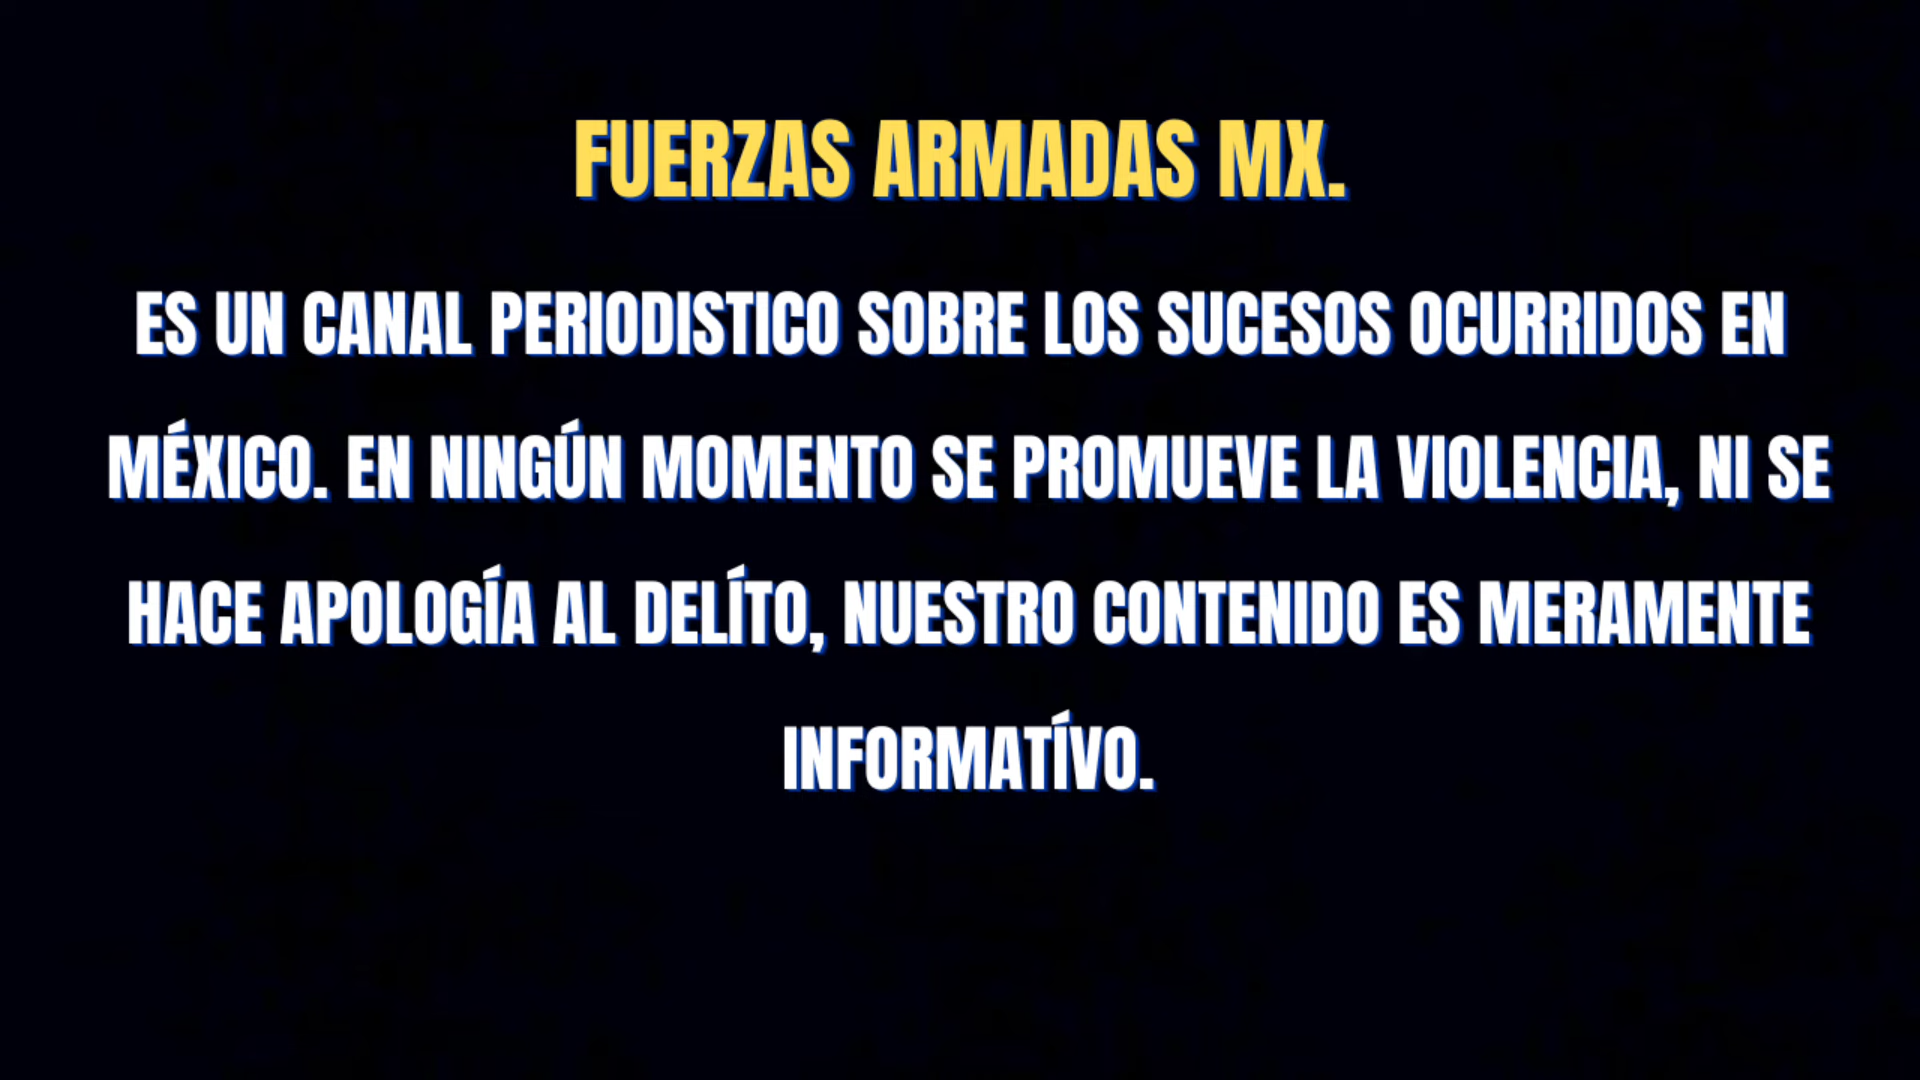 FUERZAS ARMADAS MX.
ES UN CANAL PERIODISTICO SOBRE LOS SUCESOS OCURRIDOS EN
MÉXICO. EN NINGÚN MOMENTO SE PROMUEVE LA VIOLENCIA, NI SE
HACE APOLOGÍA AL DELÍTO, NUESTRO CONTENIDO ES MERAMENTE
INFORMATÍVO.